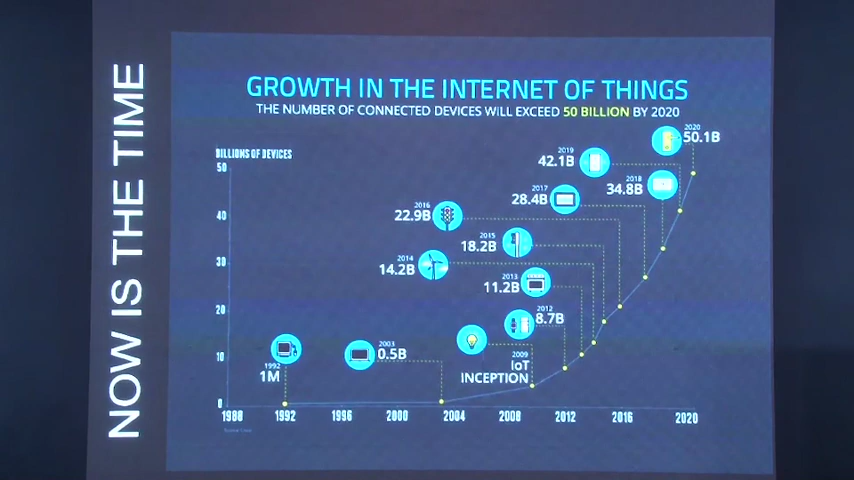 NOW IS THE TIME
GROWTH IN THE INTERNET OF THINGS
THE NUMBER OF CONNECTED DEVICES WILL EXCEED 50 BILLION BY 2020
BILLIONS OF DEVICES
50
40
30
20
10
0
1988
1992
1996
2000
2004
2008
2012
2016
2020
1992
1M
2003
0.5B
2009
IoT
INCEPTION
2012
8.7B
2013
11.2B
2014
14.2B
2015
18.2B
2016
22.9B
2017
28.4B
2018
34.8B
2019
42.1B
2020
50.1B